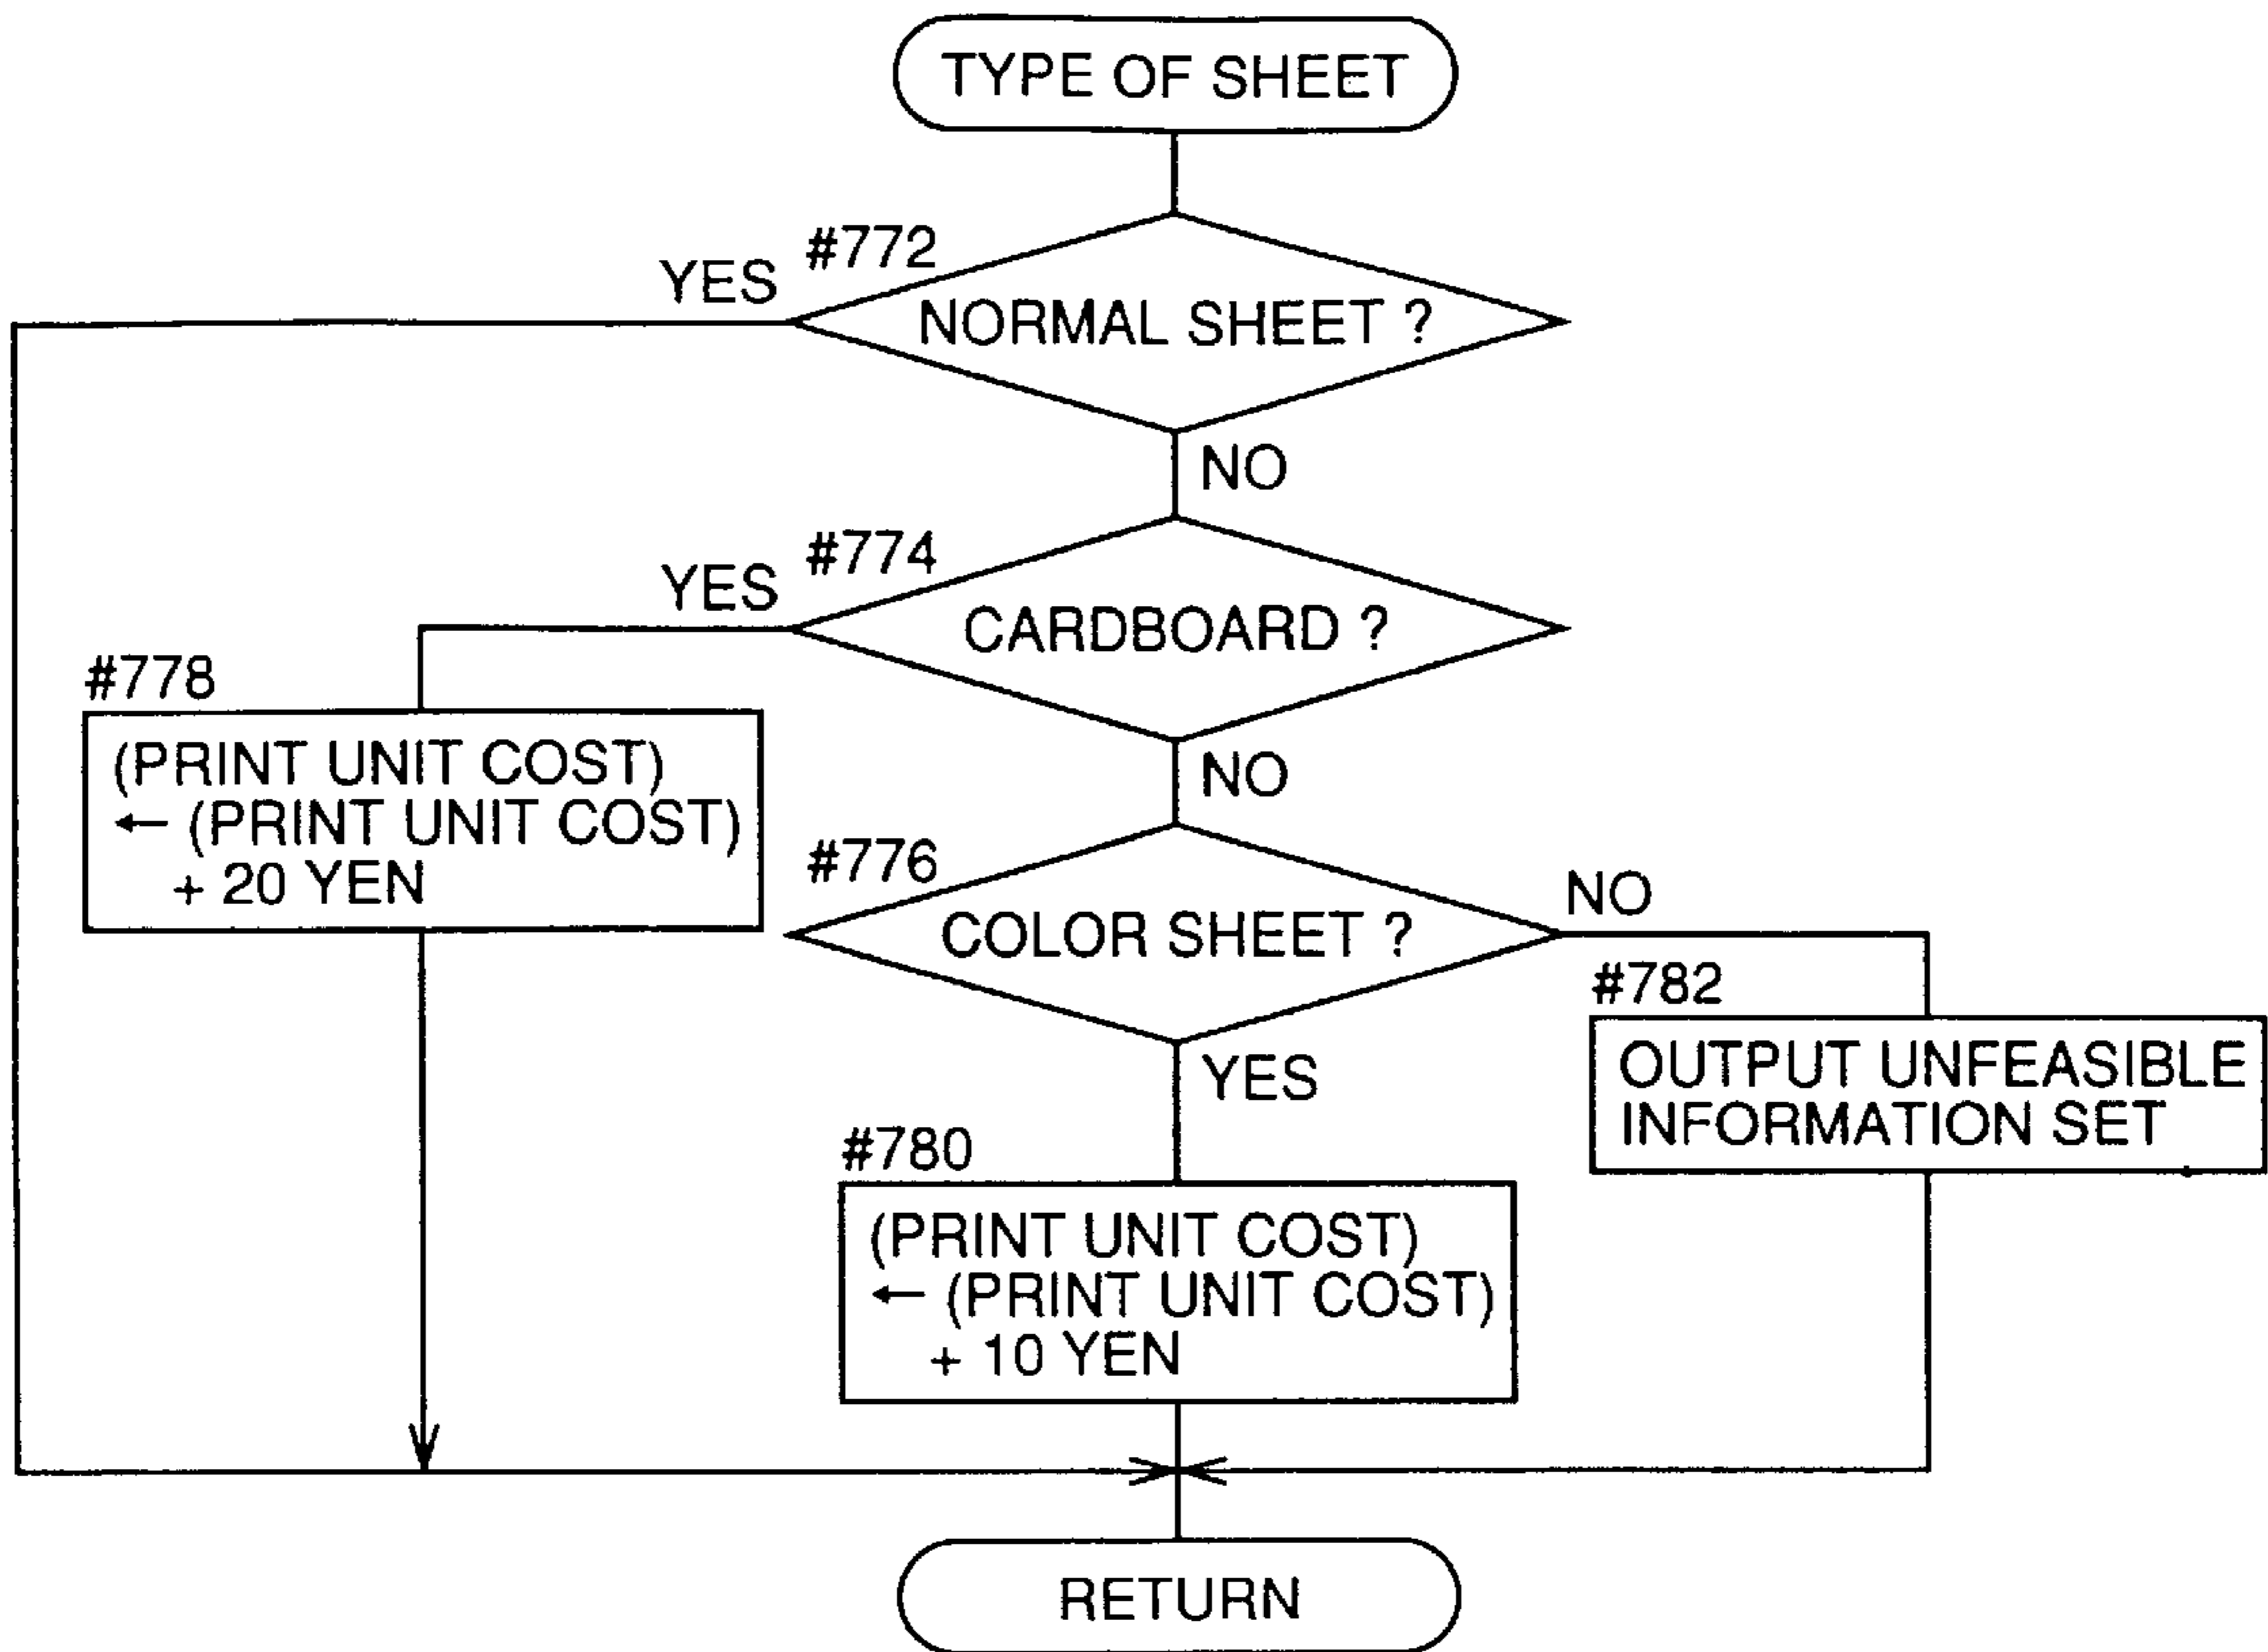 TYPE OF SHEET
#772
YES
NORMAL SHEET ?
NO
#774
YES
CARDBOARD ?
#778
(PRINT UNIT COST)
← (PRINT UNIT COST)
+ 20 YEN
NO
#776
COLOR SHEET ?
NO
#782
OUTPUT UNFEASIBLE
INFORMATION SET
YES
#780
(PRINT UNIT COST)
← (PRINT UNIT COST)
+ 10 YEN
RETURN